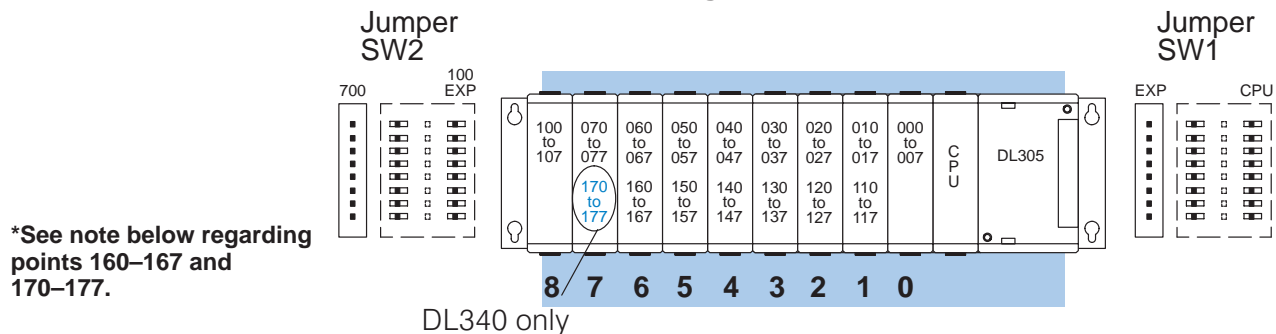 Jumper
SW2
Jumper
SW1
700
100
EXP
EXP
CPU
100
to
107
070
to
077
060
to
067
050
to
057
040
to
047
030
to
037
020
to
027
010
to
017
000
to
007
C
P
U
DL305
170
to
177
160
to
167
150
to
157
140
to
147
130
to
137
120
to
127
110
to
117
*See note below regarding
points 160–167 and
170–177.
8 7 6 5 4 3 2 1 0
DL340 only